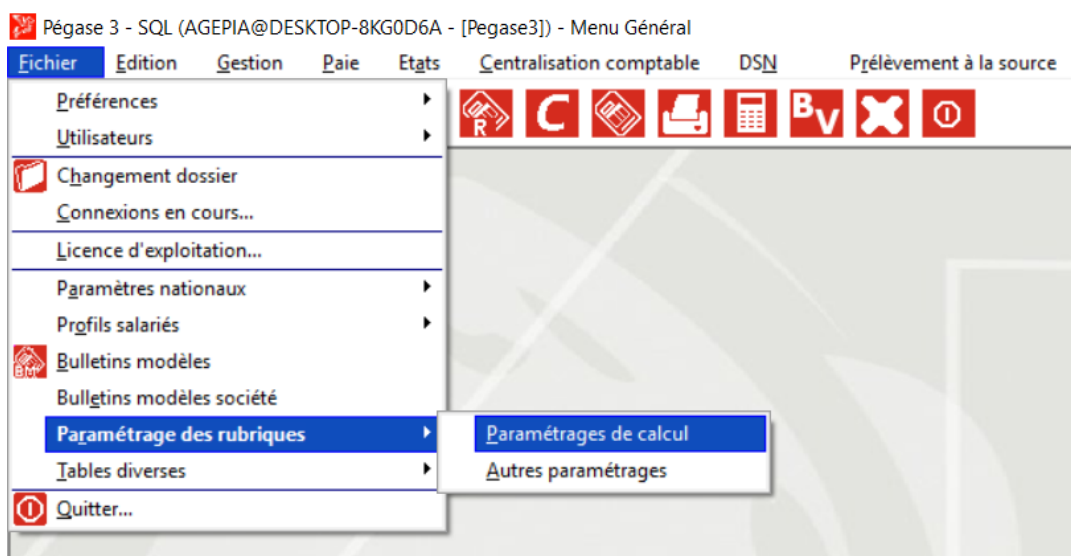 Pégase 3 - SQL (AGEPIA@DESKTOP-8KG0D6A - [Pegase3]) - Menu Général
Fichier Edition Gestion Paie Etats Centralisation comptable DSN Prélèvement à la source
Préférences
Utilisateurs
R C BV
Changement dossier
Connexions en cours...
Licence d'exploitation...
Paramètres nationaux
Profils salariés
BM Bulletins modèles
Bulletins modèles société
Paramétrage des rubriques Paramétrages de calcul
Tables diverses Autres paramétrages
Quitter...